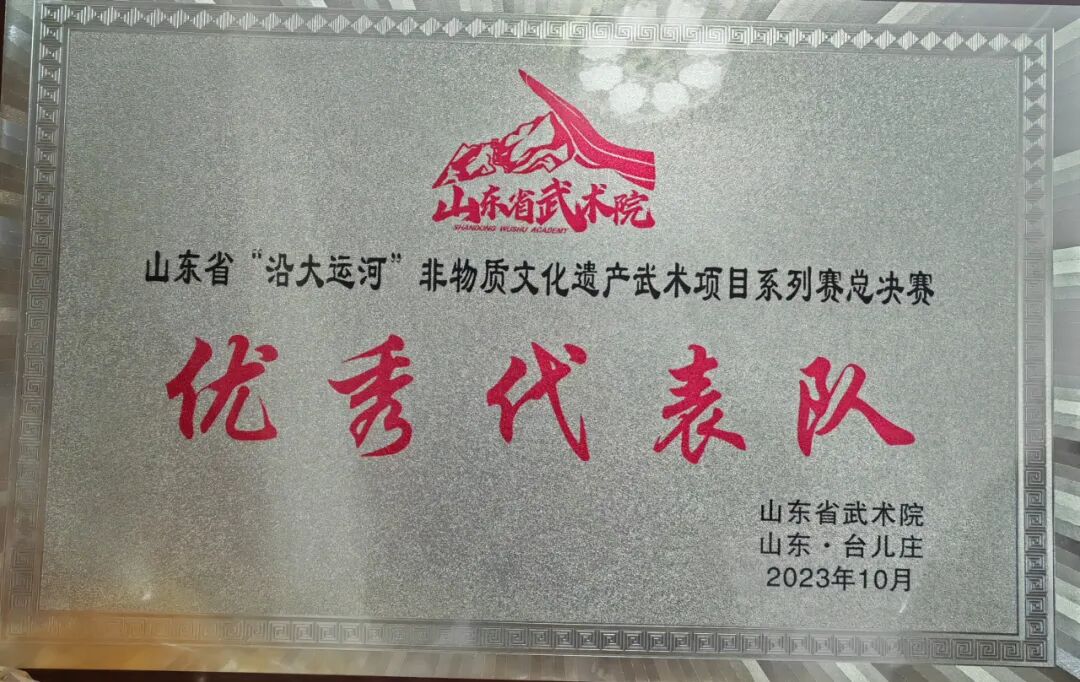 山东省武术院
SHANDONG WUSHU ACADEMY
山东省“沿大运河”非物质文化遗产武术项目系列赛总决赛
优秀代表队
山东省武术院
山东·台儿庄
2023年10月